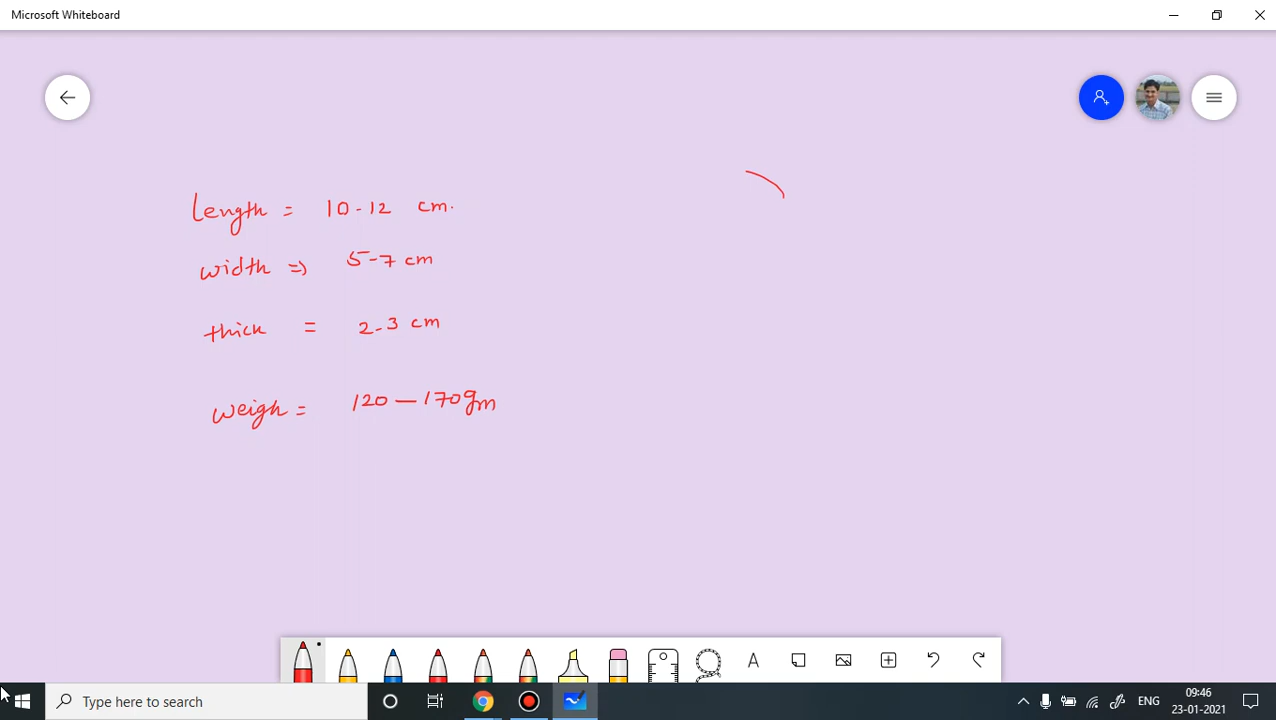 Microsoft Whiteboard
length = 10-12 cm.
width => 5-7 cm
thick = 2-3 cm
weigh = 120 — 170gm
A
Type here to search
ENG
09:46
23-01-2021